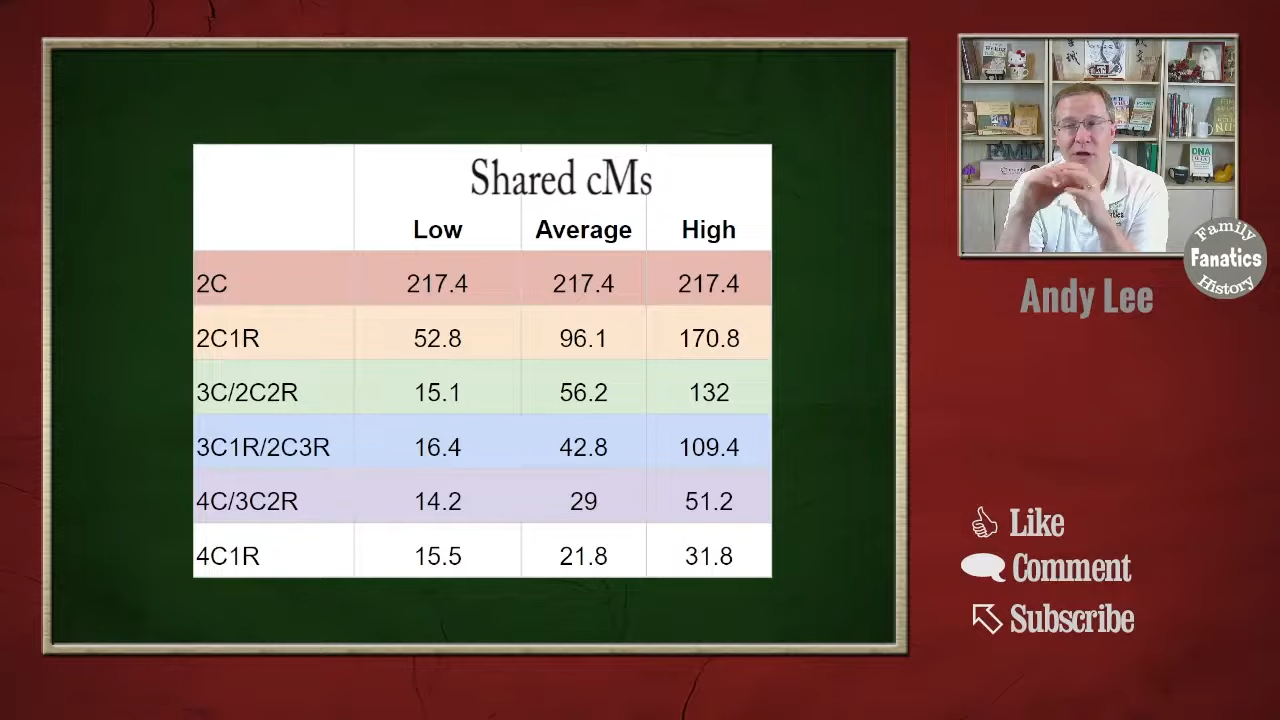 Shared cMs
Low Average High
2C 217.4 217.4 217.4
2C1R 52.8 96.1 170.8
3C/2C2R 15.1 56.2 132
3C1R/2C3R 16.4 42.8 109.4
4C/3C2R 14.2 29 51.2
4C1R 15.5 21.8 31.8
DNA
Family
Fanatics
History
Andy Lee
Like
Comment
Subscribe